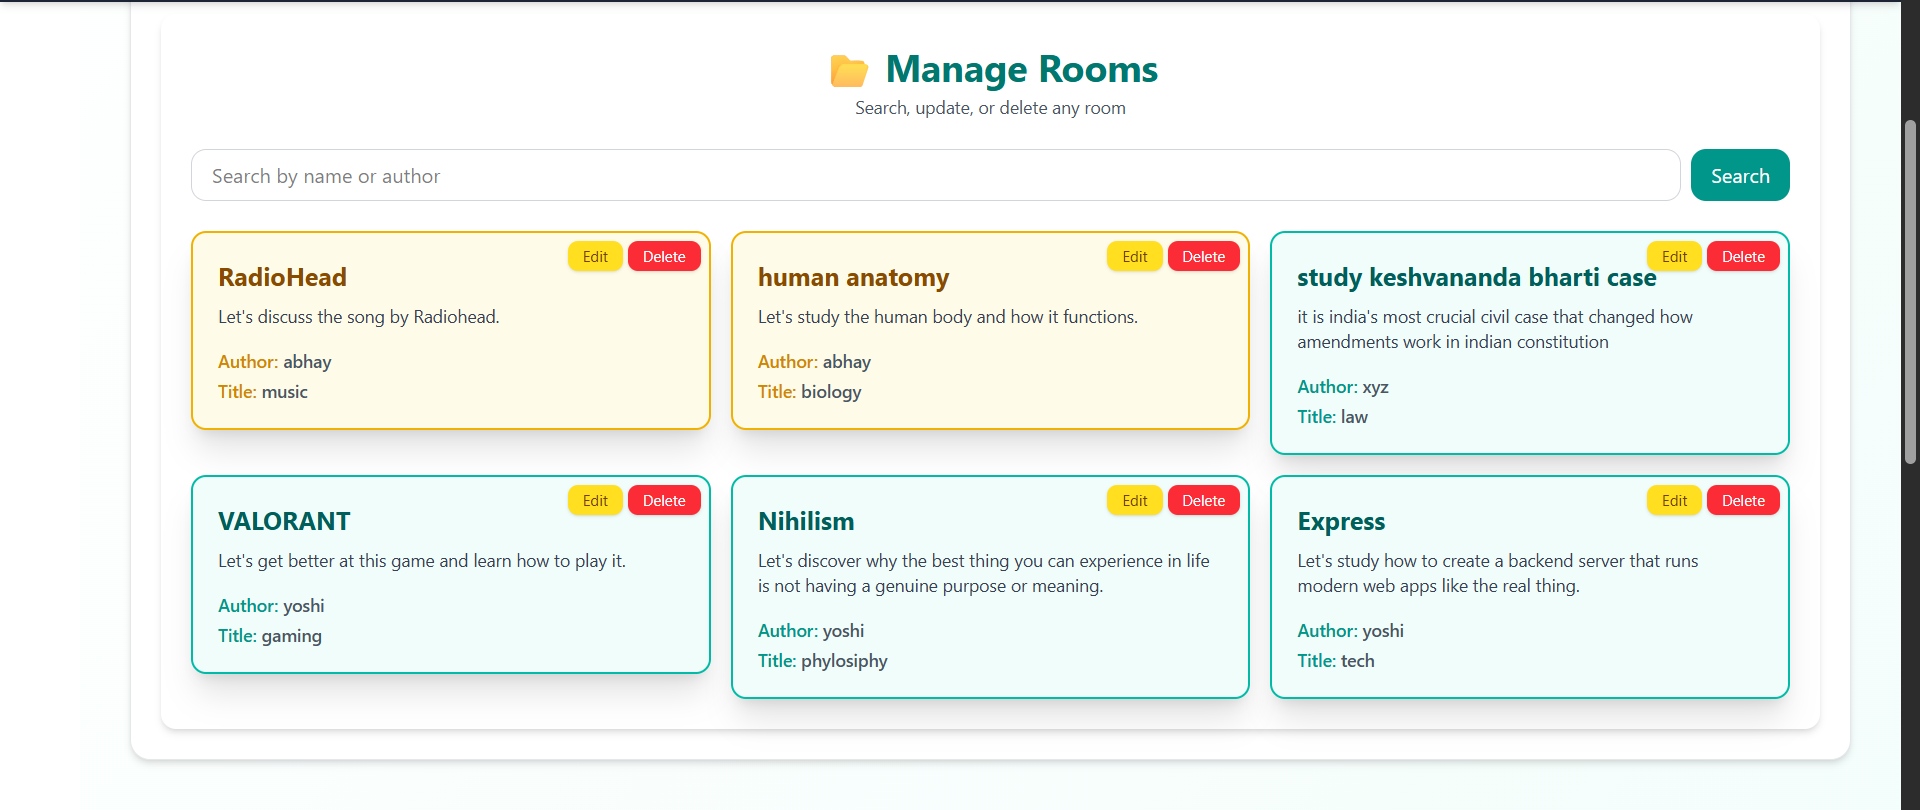 Manage Rooms
Search, update, or delete any room
Search by name or author
Search
Edit
Delete
RadioHead
Let's discuss the song by Radiohead.
Author: abhay
Title: music
Edit
Delete
human anatomy
Let's study the human body and how it functions.
Author: abhay
Title: biology
Edit
Delete
study keshvananda bharti case
it is india's most crucial civil case that changed how
amendments work in indian constitution
Author: xyz
Title: law
Edit
Delete
VALORANT
Let's get better at this game and learn how to play it.
Author: yoshi
Title: gaming
Edit
Delete
Nihilism
Let's discover why the best thing you can experience in life
is not having a genuine purpose or meaning.
Author: yoshi
Title: phylosiphy
Edit
Delete
Express
Let's study how to create a backend server that runs
modern web apps like the real thing.
Author: yoshi
Title: tech